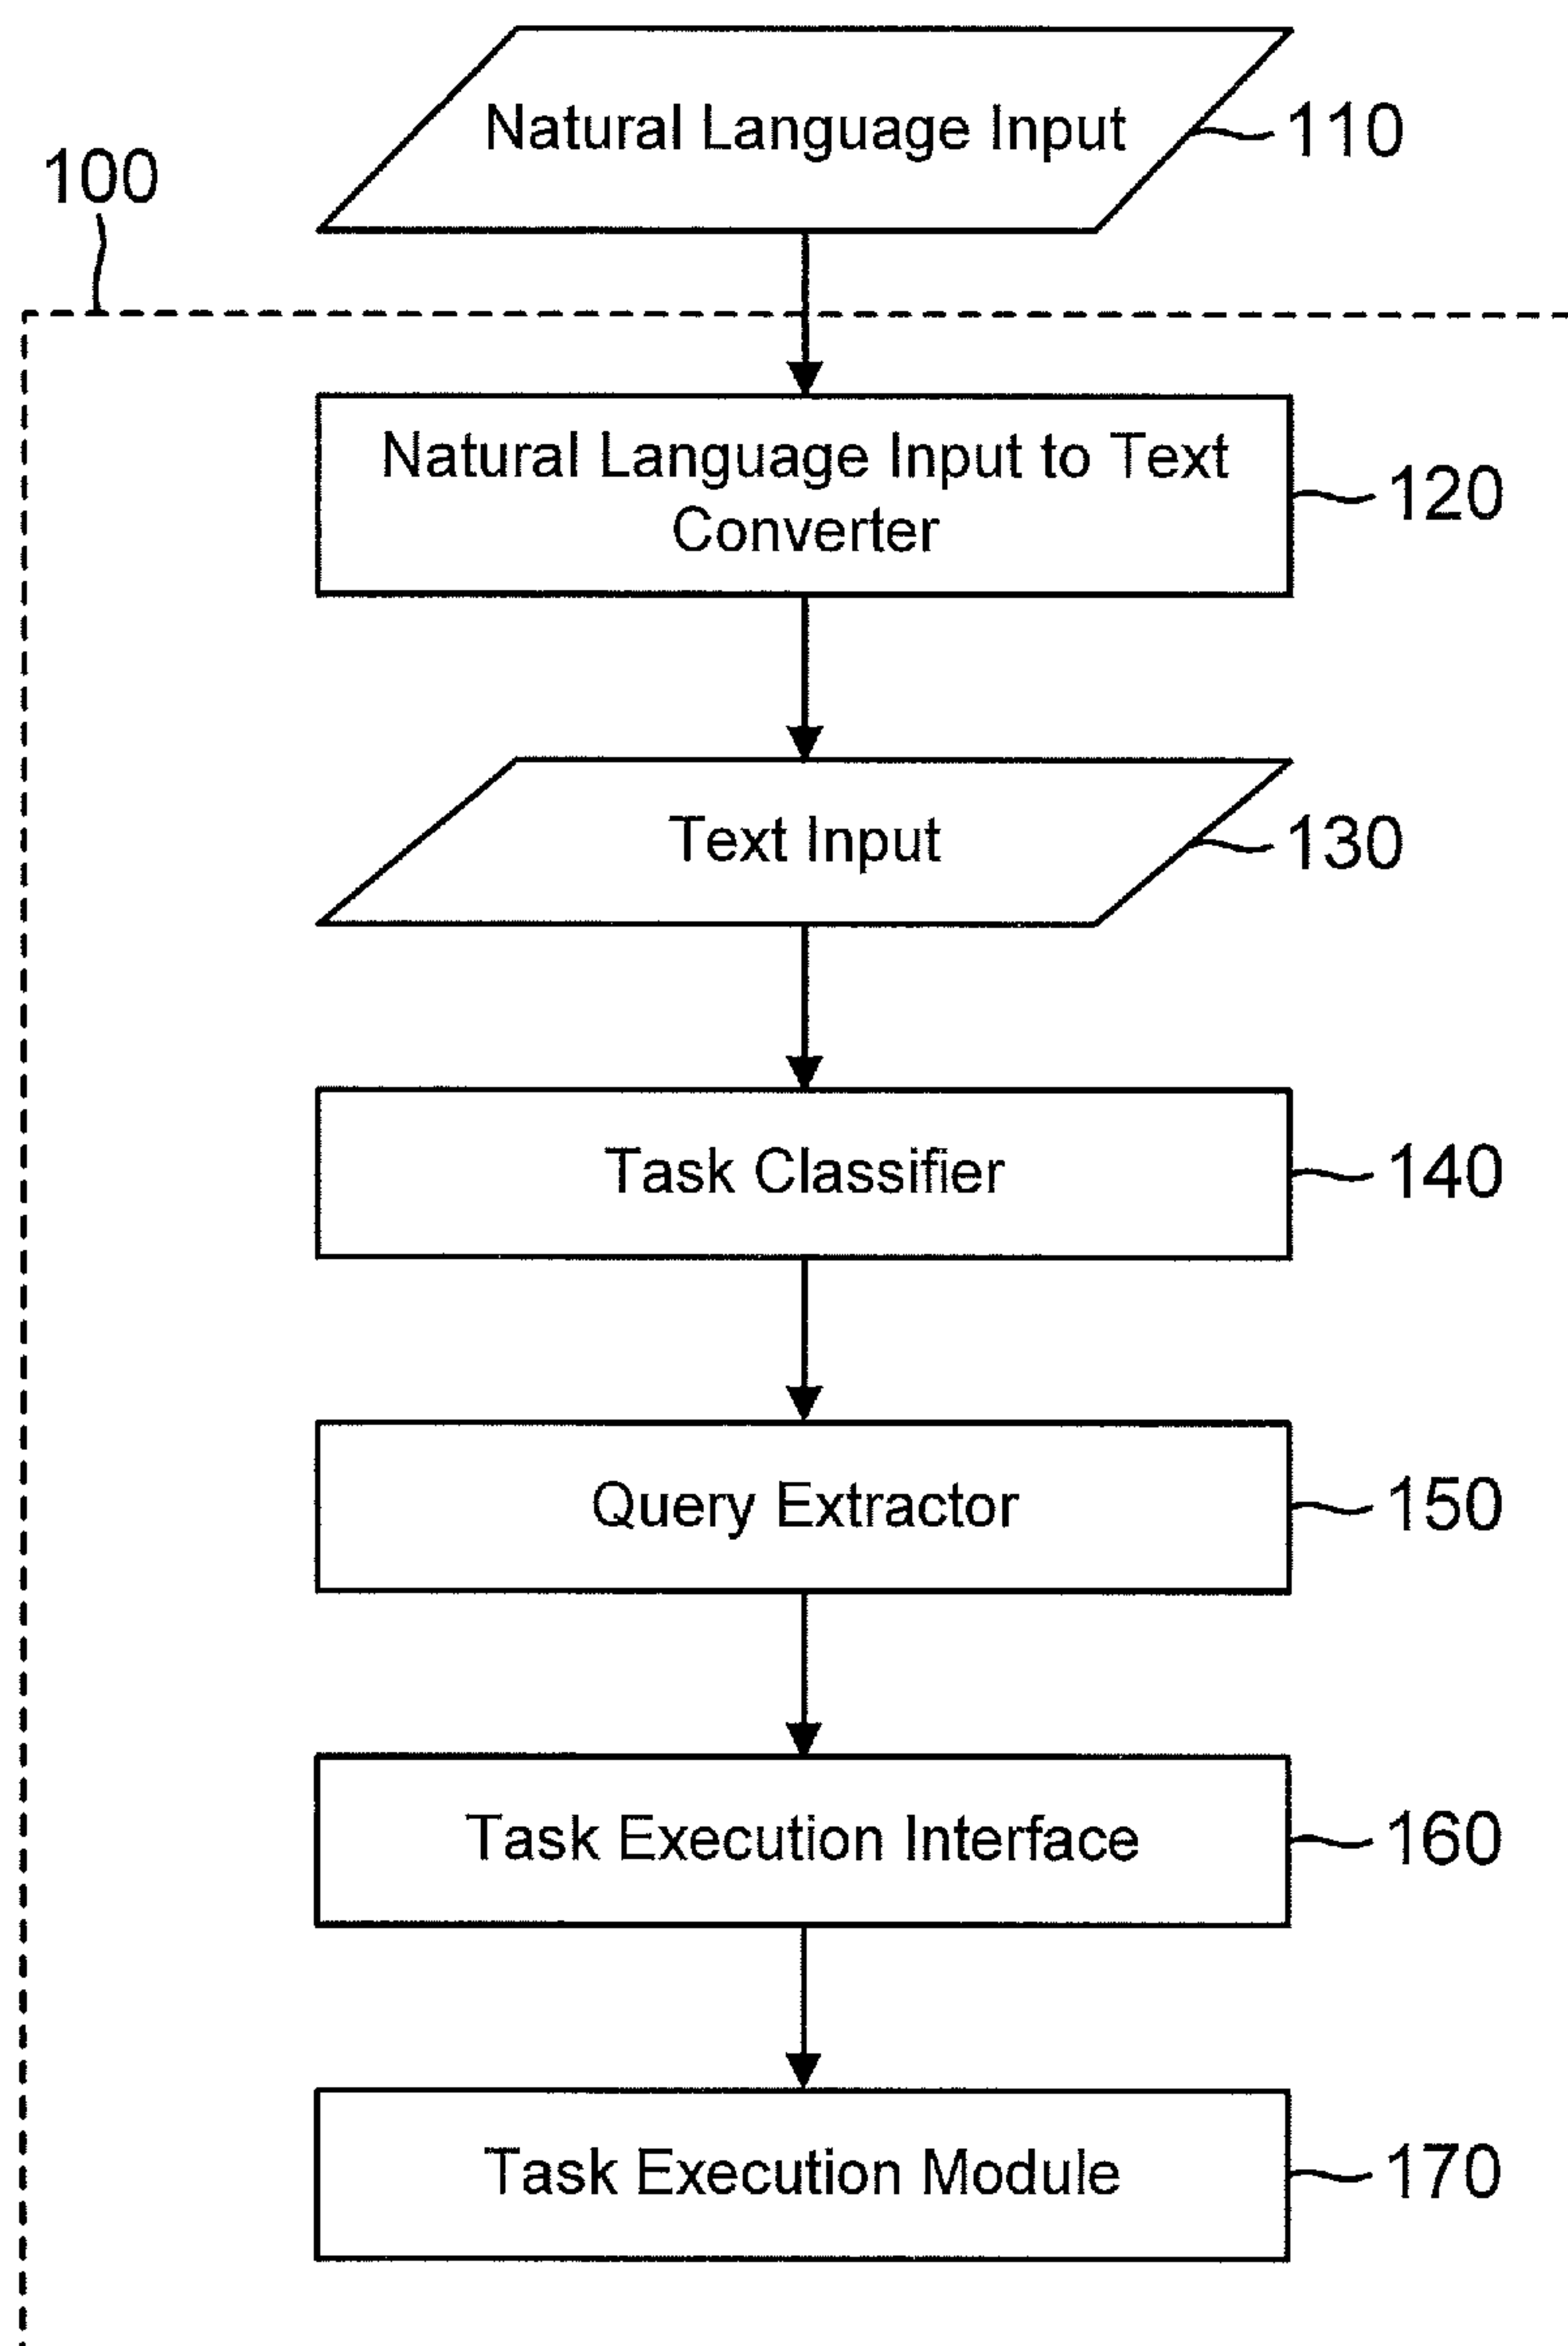 Natural Language Input
110
100
Natural Language Input to Text
Converter
120
Text Input
130
Task Classifier
140
Query Extractor
150
Task Execution Interface
160
Task Execution Module
170